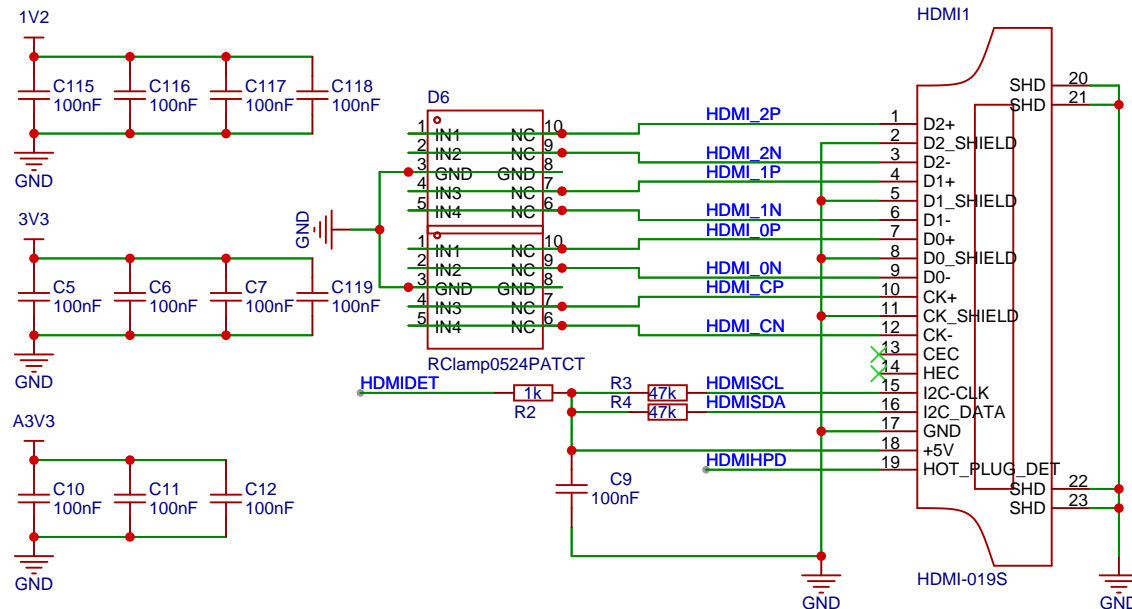 1V2
C115
100nF
C116
100nF
C117
100nF
C118
100nF
GND
3V3
C5
100nF
C6
100nF
C7
100nF
C119
100nF
GND
A3V3
C10
100nF
C11
100nF
C12
100nF
GND
D6
1 IN1 NC 10
2 IN2 NC 9
3 GND GND 8
4 IN3 NC 7
5 IN4 NC 6
GND
1 IN1 NC 10
2 IN2 NC 9
3 GND GND 8
4 IN3 NC 7
5 IN4 NC 6
RClamp0524PATCT
HDMI_2P
HDMI_2N
HDMI_1P
HDMI_1N
HDMI_0P
HDMI_0N
HDMI_CP
HDMI_CN
HDMIDET
1k
R2
R3
47k
HDMISCL
R4
47k
HDMISDA
HDMIHPD
C9
100nF
GND
HDMI1
1 D2+
2 D2_SHIELD
3 D2-
4 D1+
5 D1_SHIELD
6 D1-
7 D0+
8 D0_SHIELD
9 D0-
10 CK+
11 CK_SHIELD
12 CK-
13 CEC
14 HEC
15 I2C-CLK
16 I2C_DATA
17 GND
18 +5V
19 HOT_PLUG_DET
SHD 20
SHD 21
SHD 22
SHD 23
HDMI-019S
GND